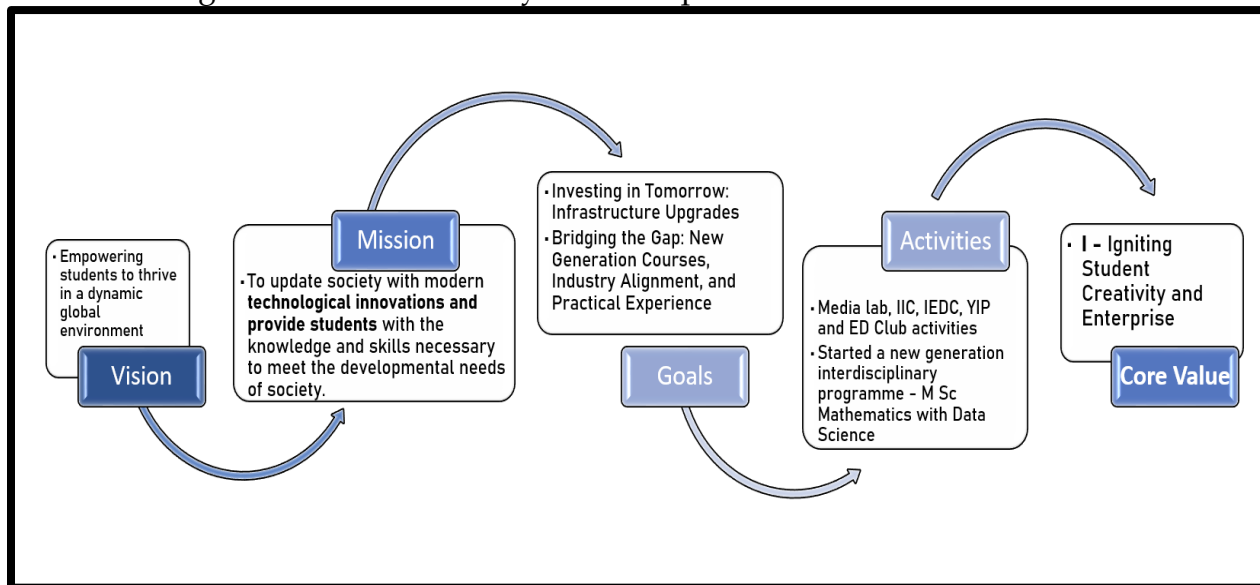 · Empowering
students to thrive
in a dynamic
global
environment
Vision
Mission
· To update society with modern
technological innovations and
provide students with the
knowledge and skills necessary
to meet the developmental needs
of society.
· Investing in Tomorrow:
Infrastructure Upgrades
· Bridging the Gap: New
Generation Courses,
Industry Alignment, and
Practical Experience
Goals
Activities
· Media lab, IIC, IEDC, YIP
and ED Club activities
· Started a new generation
interdisciplinary
programme - M Sc
Mathematics with Data
Science
· I - Igniting
Student
Creativity and
Enterprise
Core Value